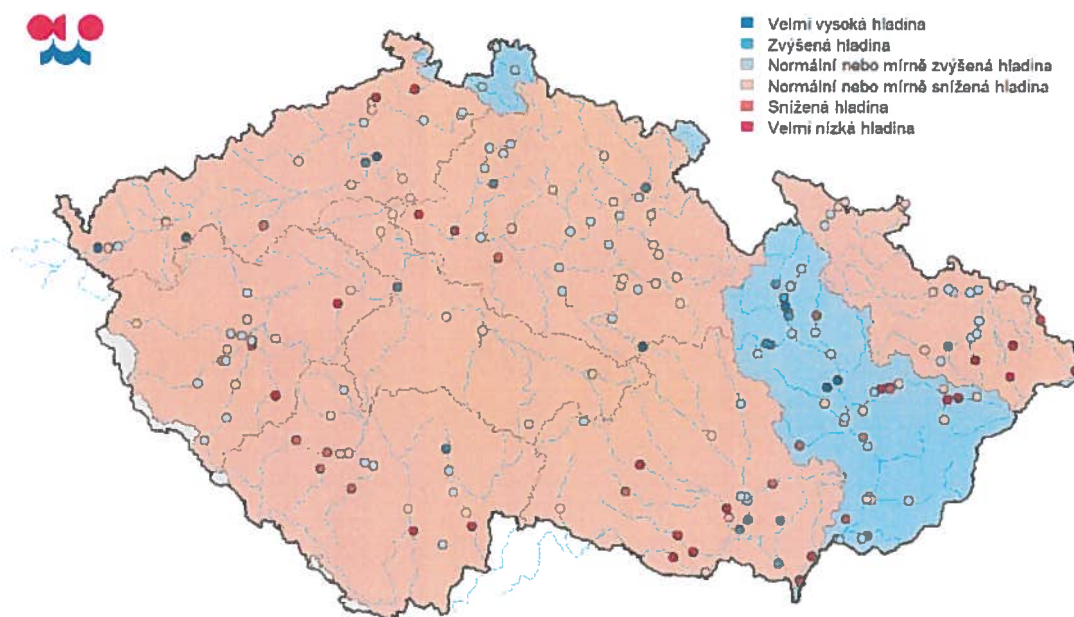 Velmi vysoká hladina
Zvýšená hladina
Normální nebo mírně zvýšená hladina
Normální nebo mírně snížená hladina
Snížená hladina
Velmi nízká hladina